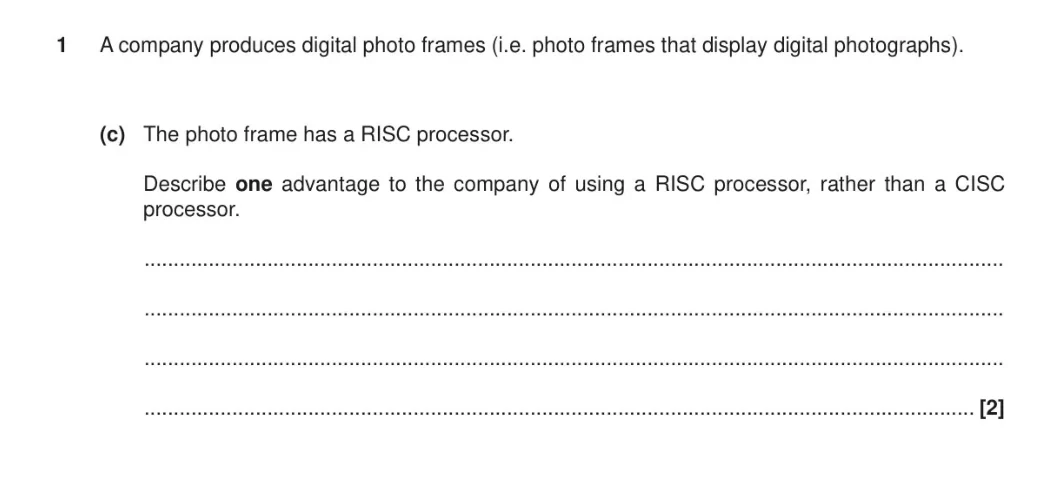 1 A company produces digital photo frames (i.e. photo frames that display digital photographs).
(c) The photo frame has a RISC processor.
Describe one advantage to the company of using a RISC processor, rather than a CISC
processor.
...................................................................................................................................................
...................................................................................................................................................
...................................................................................................................................................
.............................................................................................................................................. [2]